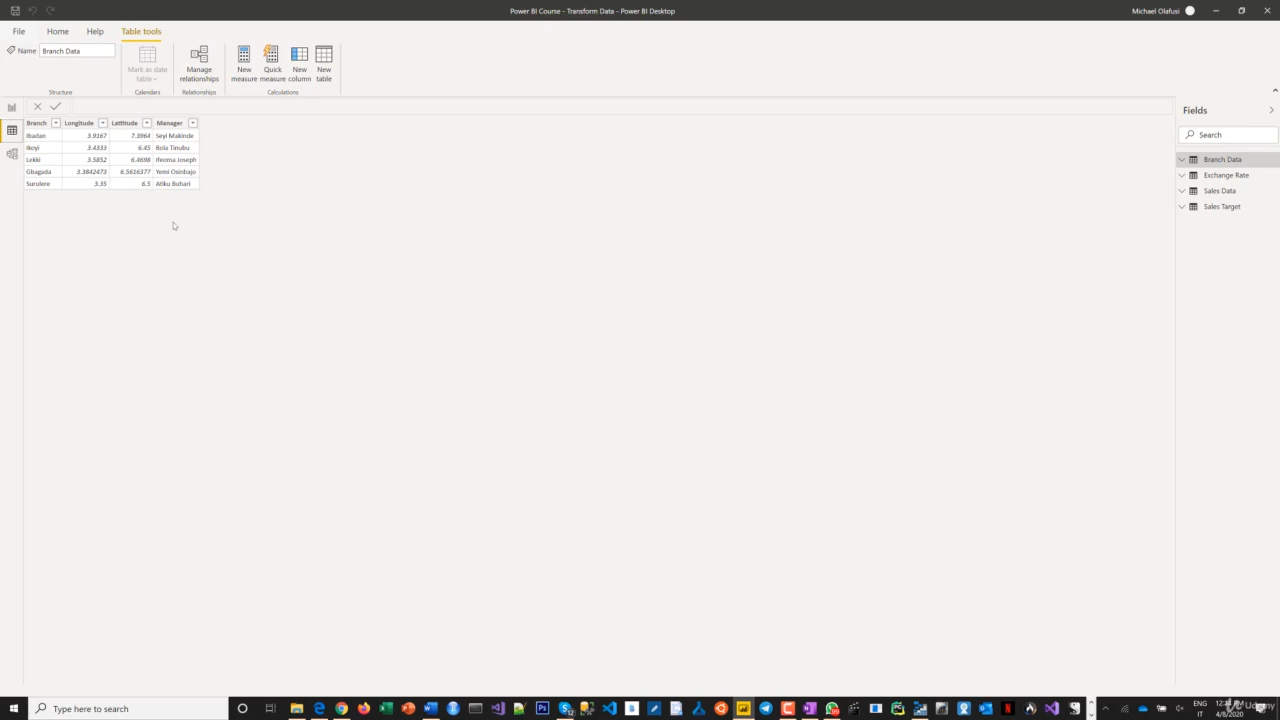 Power BI Course - Transform Data - Power BI Desktop
Michael Olafusi
File Home Help Table tools
Name Branch Data
Mark as date table
Manage relationships
New measure
Quick measure
New column
New table
Structure Calendars Relationships Calculations
Fields
Search
Branch Longitude Lattitude Manager
Ibadan 3.9167 7.3964 Seyi Makinde
Ikoyi 3.4333 6.45 Bola Tinubu
Lekki 3.5852 6.4698 Ifeoma Joseph
Gbagada 3.3842473 6.5616377 Yemi Osinbajo
Surulere 3.35 6.5 Atiku Buhari
Branch Data
Exchange Rate
Sales Data
Sales Target
Type here to search
ENG
IT
4/8/2020
Udemy